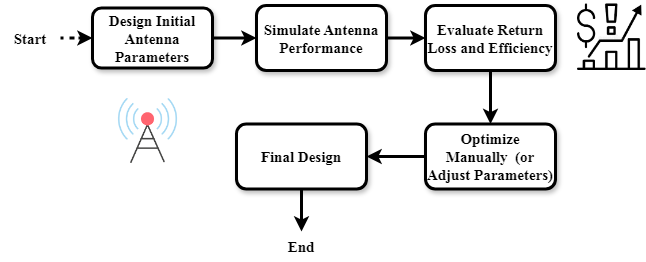 Start
Design Initial
Antenna
Parameters
Simulate Antenna
Performance
Evaluate Return
Loss and Efficiency
$
Optimize
Manually (or
Adjust Parameters)
Final Design
End